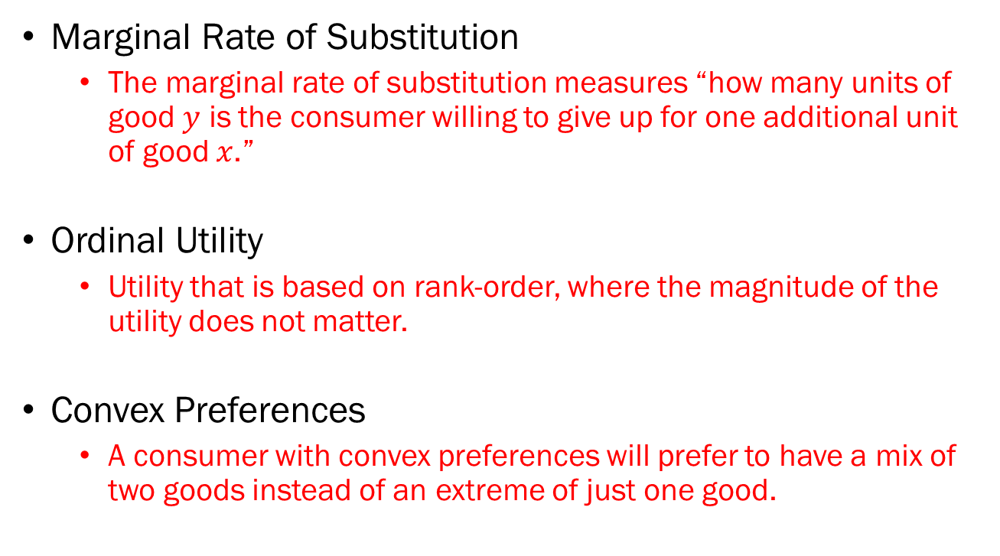 • Marginal Rate of Substitution
• The marginal rate of substitution measures “how many units of
good 𝑦 is the consumer willing to give up for one additional unit
of good 𝑥.”
• Ordinal Utility
• Utility that is based on rank-order, where the magnitude of the
utility does not matter.
• Convex Preferences
• A consumer with convex preferences will prefer to have a mix of
two goods instead of an extreme of just one good.